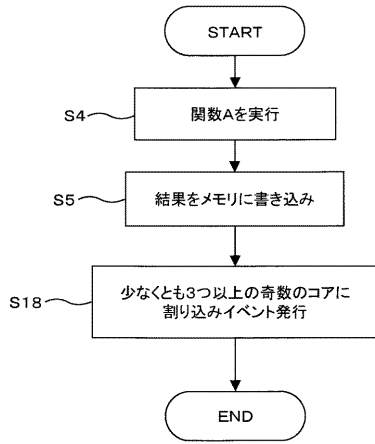 START
S4
関数Aを実行
S5
結果をメモリに書き込み
S18
少なくとも3つ以上の奇数のコアに
割り込みイベント発行
END